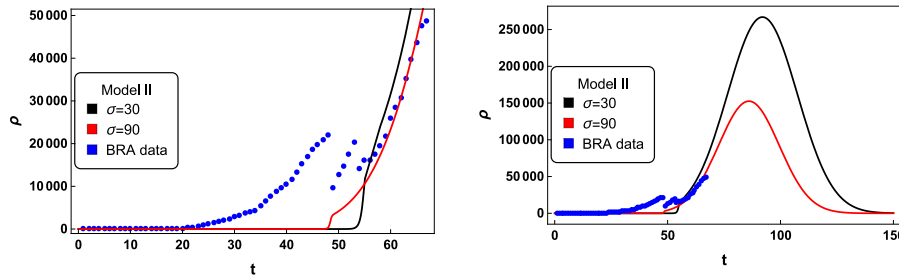 50 000
40 000
30 000
20 000
10 000
0
ρ
Model II
σ=30
σ=90
BRA data
0 10 20 30 40 50 60
t
250 000
200 000
150 000
100 000
50 000
0
ρ
Model II
σ=30
σ=90
BRA data
0 50 100 150
t